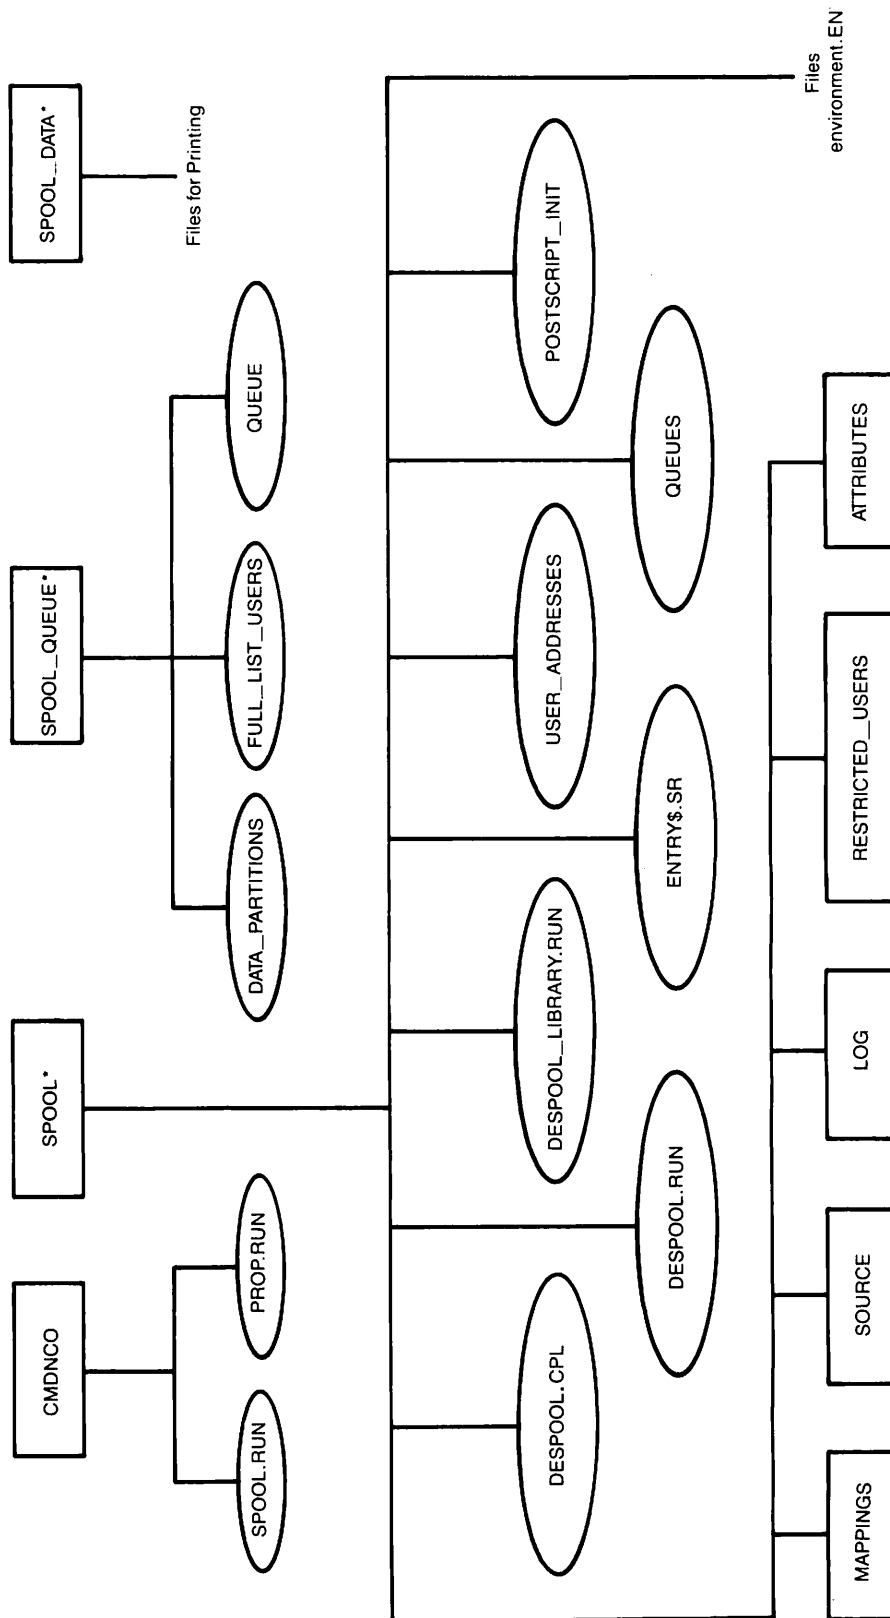 CMDNCO
SPOOL*
SPOOL_QUEUE*
SPOOL_DATA*
SPOOL.RUN
PROP.RUN
DATA_PARTITIONS
FULL_LIST_USERS
QUEUE
Files for Printing
DESPOOL.CPL
DESPOOL_LIBRARY.RUN
USER_ADDRESSES
POSTSCRIPT_INIT
DESPOOL.RUN
ENTRY$.SR
QUEUES
Files
environment.EN
MAPPINGS
SOURCE
LOG
RESTRICTED_USERS
ATTRIBUTES